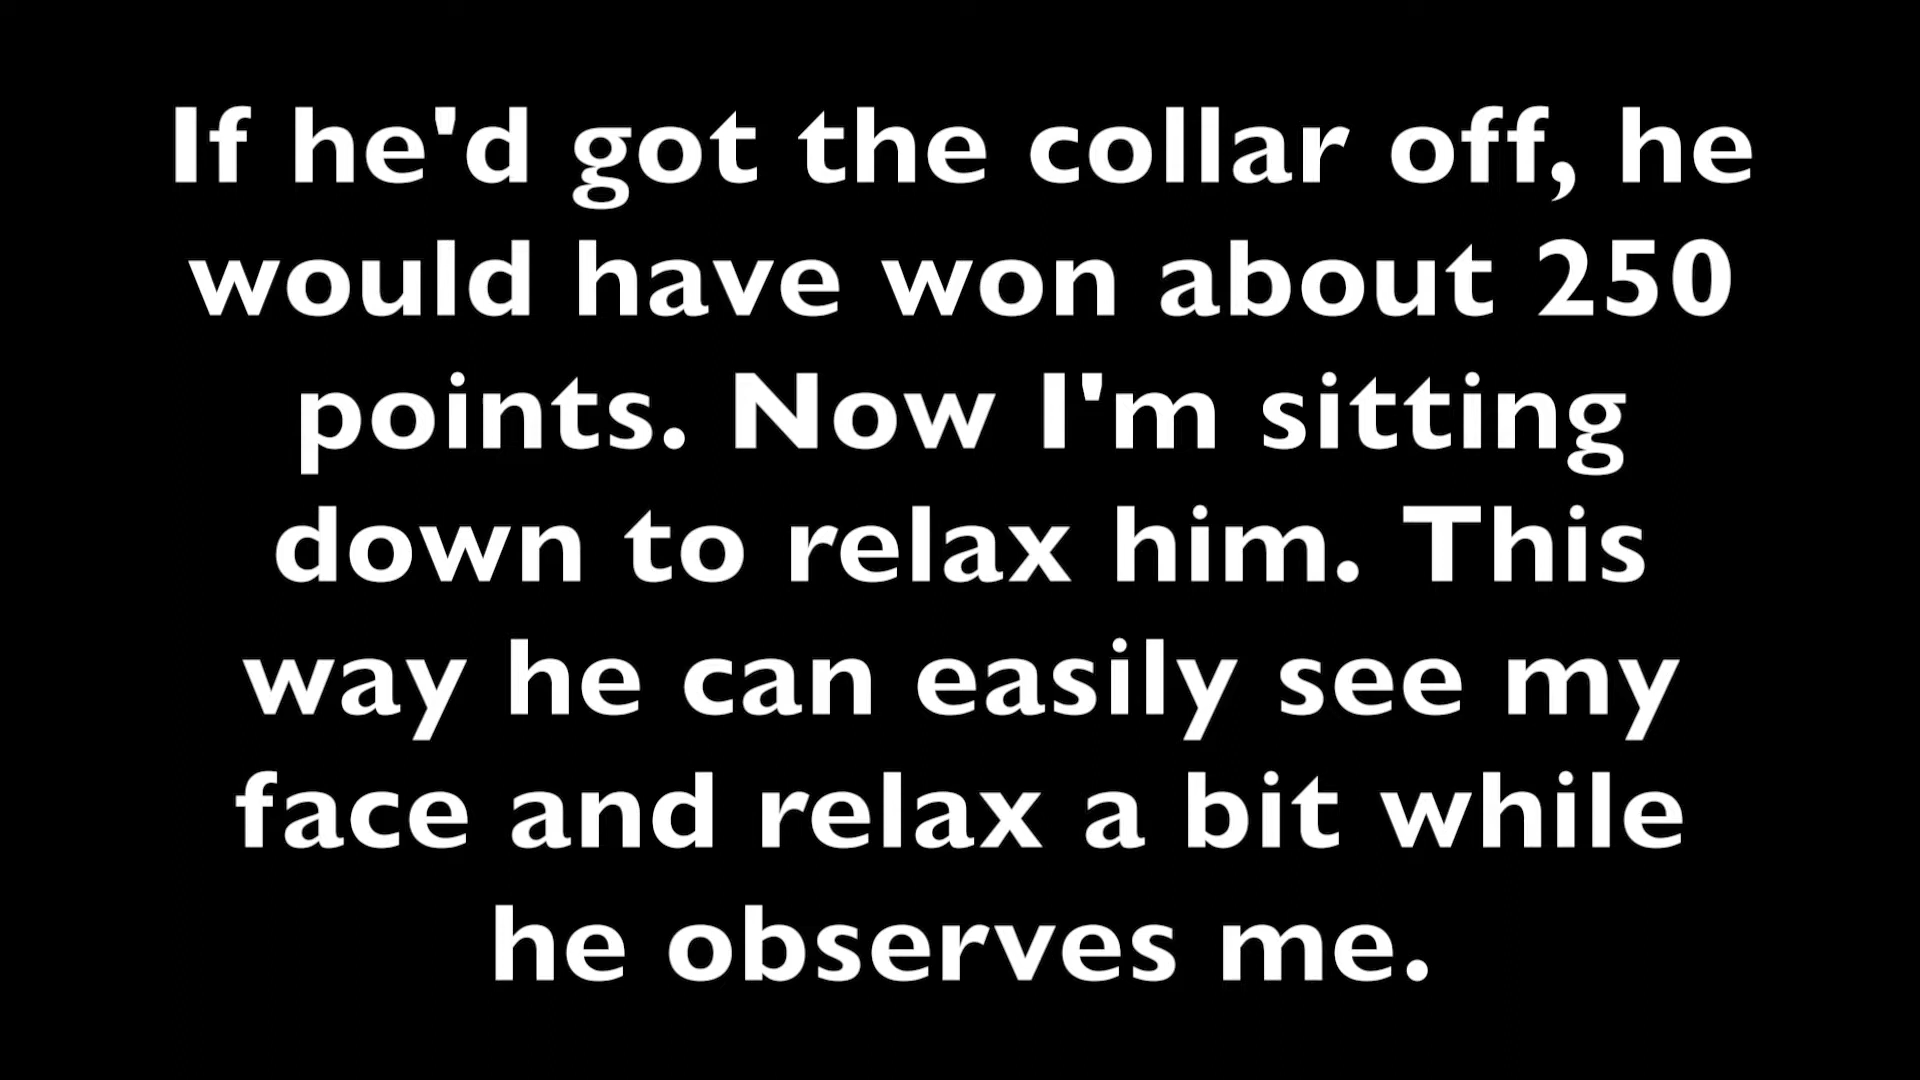 If he'd got the collar off, he
would have won about 250
points. Now I'm sitting
down to relax him. This
way he can easily see my
face and relax a bit while
he observes me.